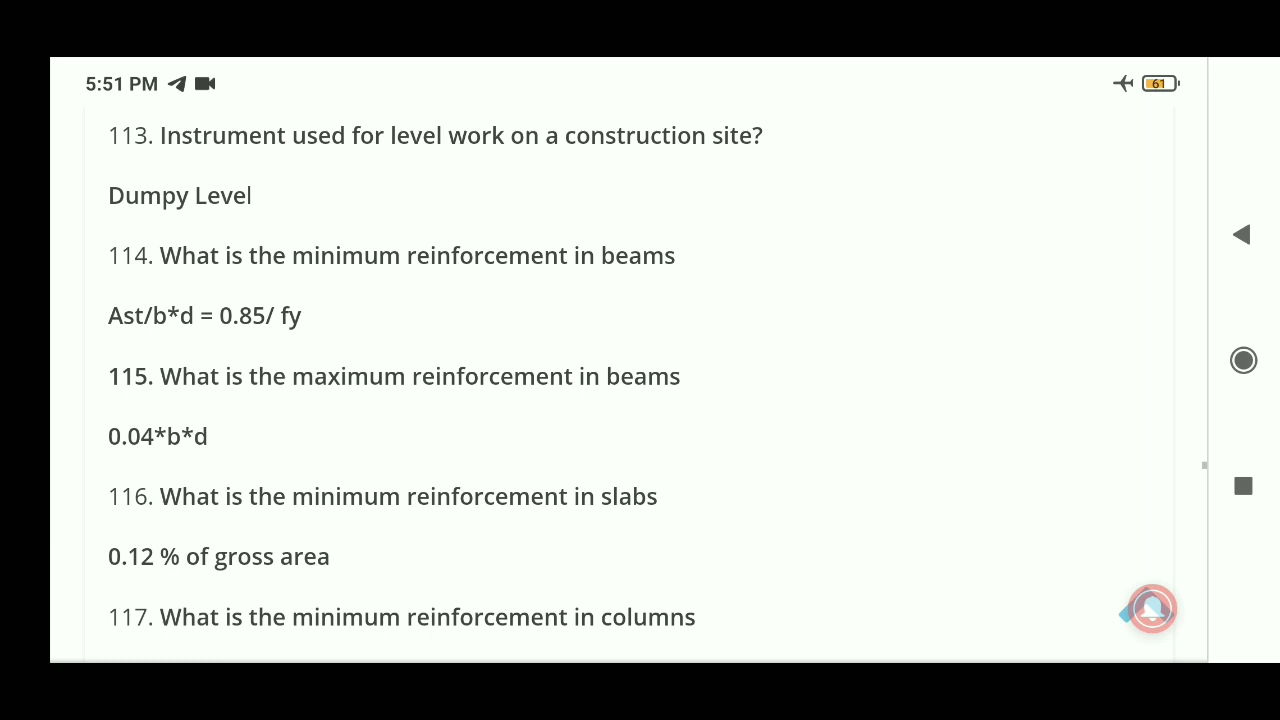 5:51 PM
61
113. Instrument used for level work on a construction site?
Dumpy Level
114. What is the minimum reinforcement in beams
Ast/b*d = 0.85/ fy
115. What is the maximum reinforcement in beams
0.04*b*d
116. What is the minimum reinforcement in slabs
0.12 % of gross area
117. What is the minimum reinforcement in columns